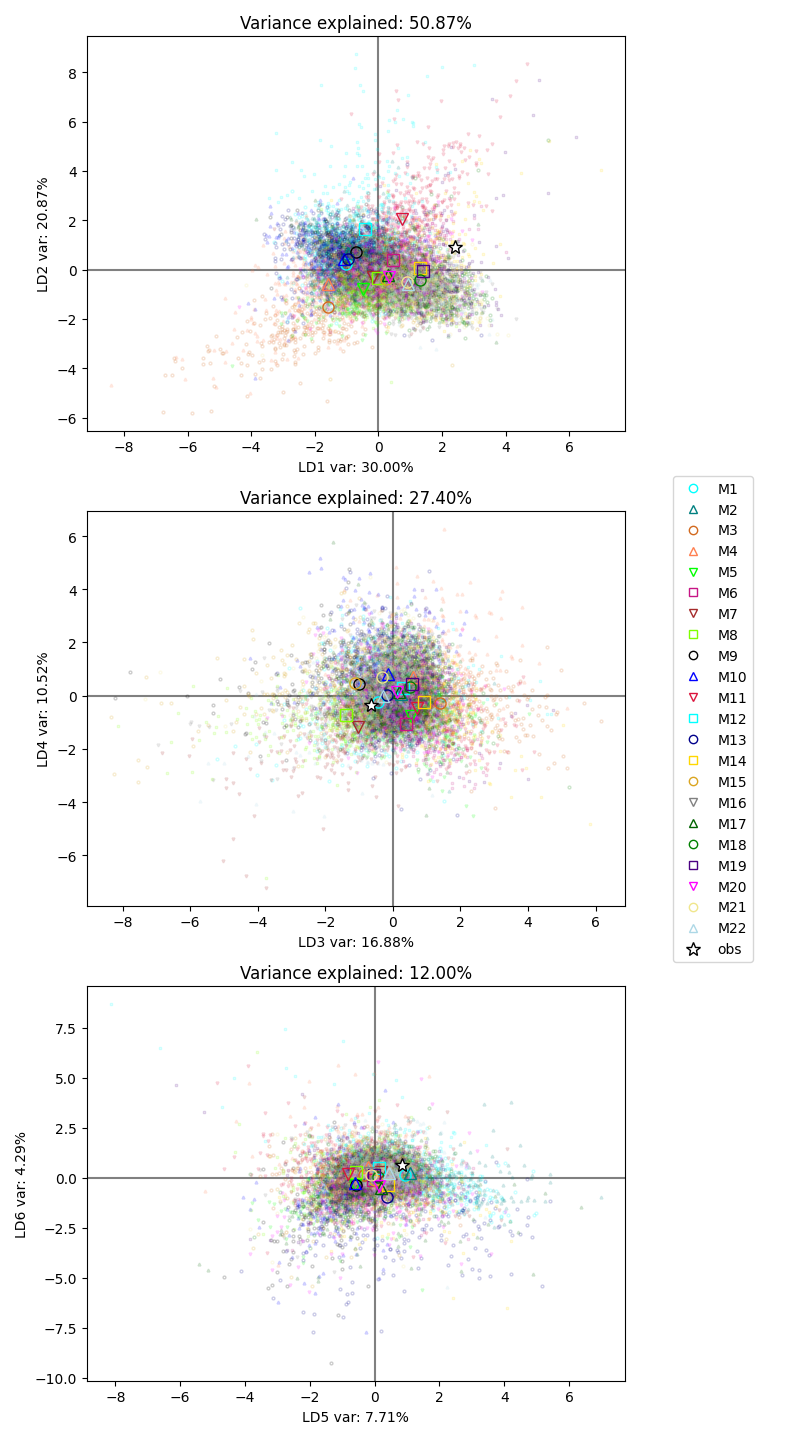 Variance explained: 50.87%
8
6
4
2
0
−2
−4
−6
LD2 var: 20.87%
−8 −6 −4 −2 0 2 4 6
LD1 var: 30.00%
Variance explained: 27.40%
6
4
2
0
−2
−4
−6
LD4 var: 10.52%
−8 −6 −4 −2 0 2 4 6
LD3 var: 16.88%
Variance explained: 12.00%
7.5
5.0
2.5
0.0
−2.5
−5.0
−7.5
−10.0
LD6 var: 4.29%
−8 −6 −4 −2 0 2 4 6
LD5 var: 7.71%
M1
M2
M3
M4
M5
M6
M7
M8
M9
M10
M11
M12
M13
M14
M15
M16
M17
M18
M19
M20
M21
M22
obs